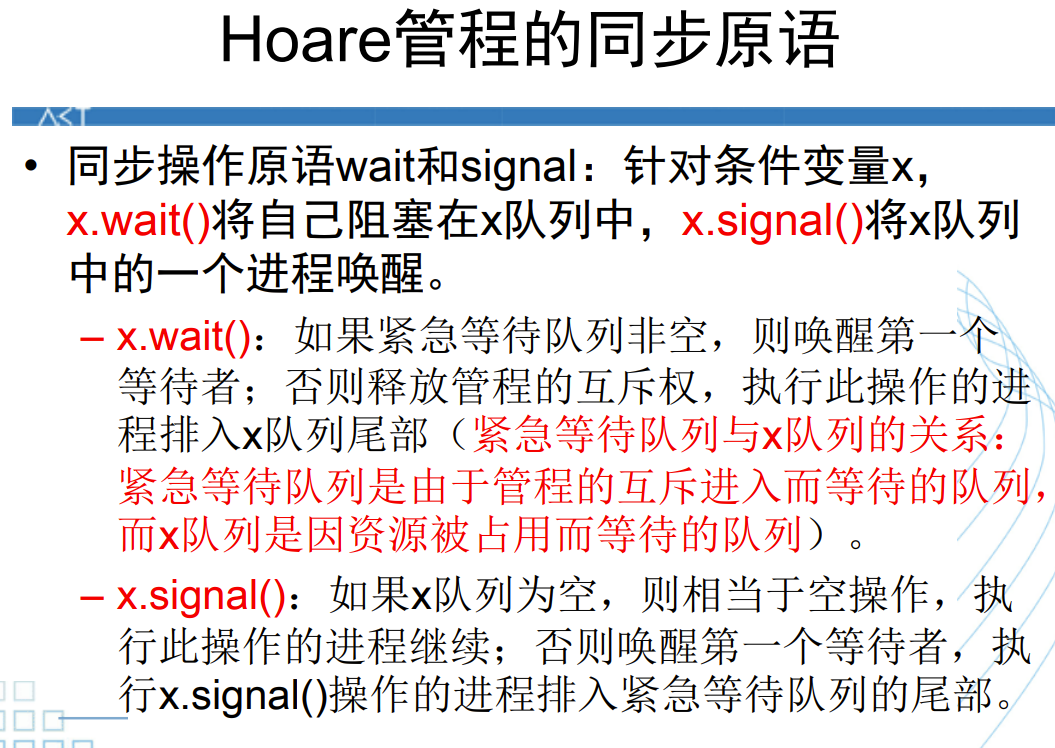 Hoare管程的同步原语
• 同步操作原语wait和signal：针对条件变量x，
x.wait()将自己阻塞在x队列中，x.signal()将x队列
中的一个进程唤醒。
– x.wait()：如果紧急等待队列非空，则唤醒第一个
等待者；否则释放管程的互斥权，执行此操作的进
程排入x队列尾部（紧急等待队列与x队列的关系：
紧急等待队列是由于管程的互斥进入而等待的队列，
而x队列是因资源被占用而等待的队列）。
– x.signal()：如果x队列为空，则相当于空操作，执
行此操作的进程继续；否则唤醒第一个等待者，执
行x.signal()操作的进程排入紧急等待队列的尾部。